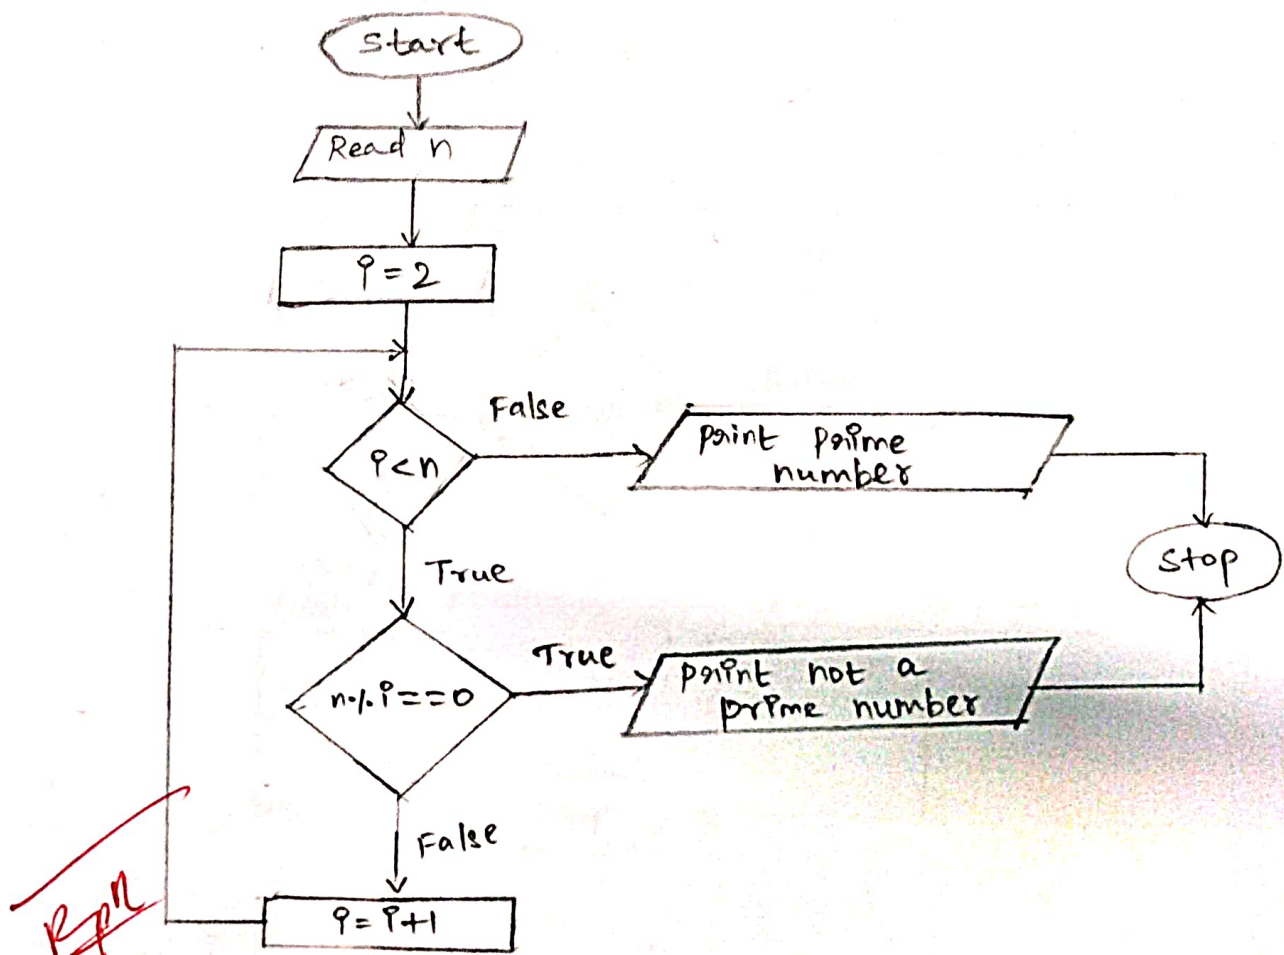 Start
Read n
i=2
i<n
False
print prime
number
True
Stop
n%i==0
True
print not a
prime number
False
i=i+1